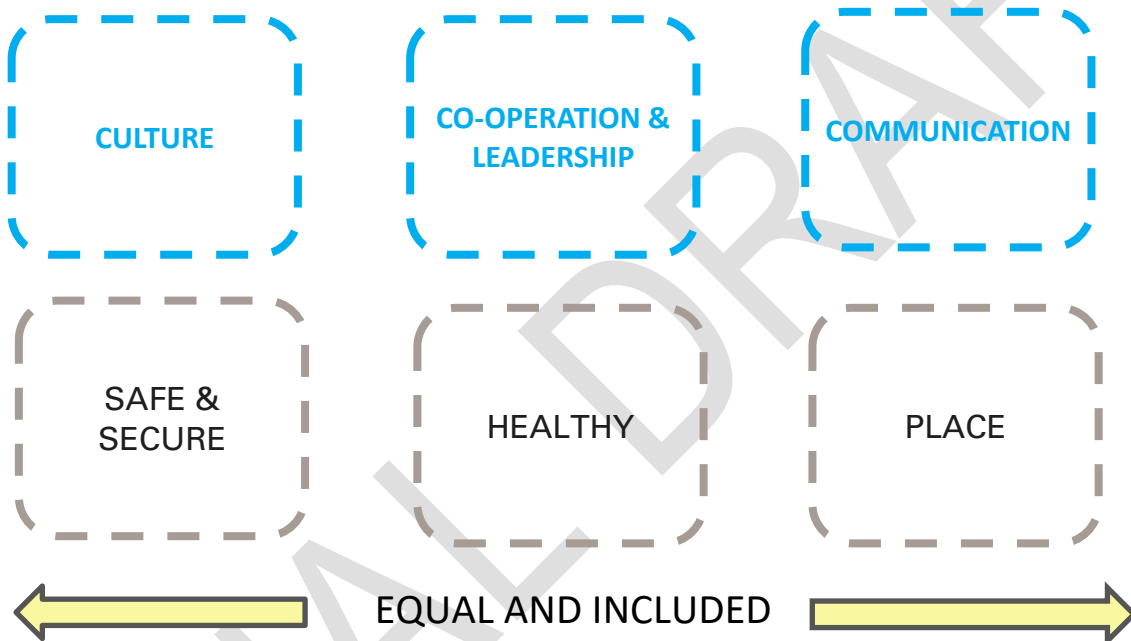 CULTURE
CO-OPERATION &
LEADERSHIP
COMMUNICATION
SAFE &
SECURE
HEALTHY
PLACE
EQUAL AND INCLUDED